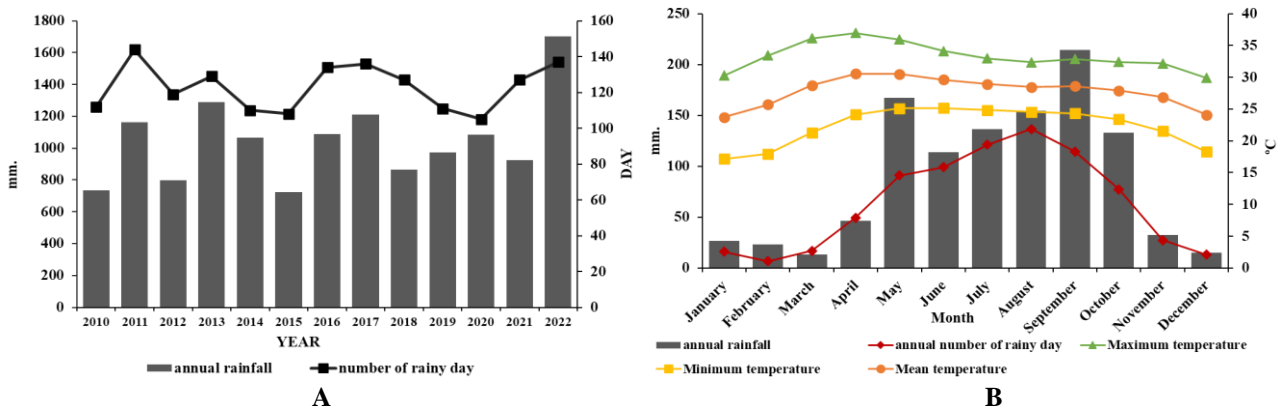 1800
1600
1400
1200
1000
800
600
400
200
0
mm.
160
140
120
100
80
60
40
20
0
DAY
2010 2011 2012 2013 2014 2015 2016 2017 2018 2019 2020 2021 2022
YEAR
annual rainfall number of rainy day
A
250
200
150
100
50
0
mm.
40
35
30
25
20
15
10
5
0
ºC
January February March April May June July August September October November December
Month
annual rainfall annual number of rainy day Maximum temperature
Minimum temperature Mean temperature
B